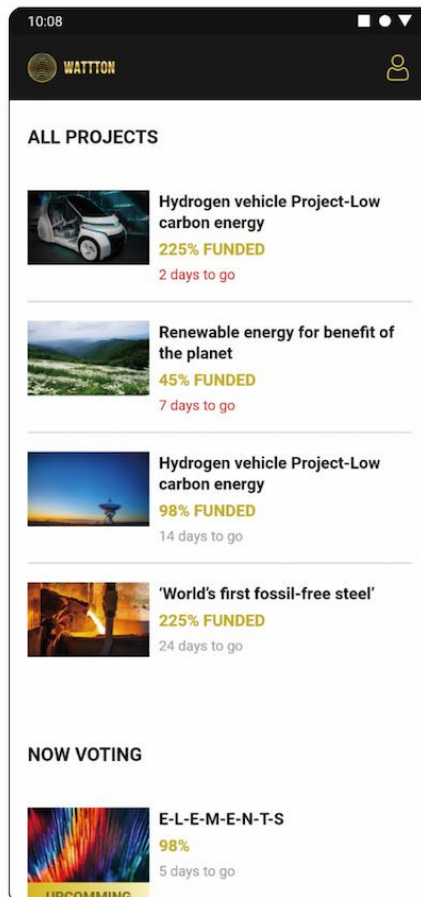 10:08
WATTTON
ALL PROJECTS
Hydrogen vehicle Project-Low
carbon energy
225% FUNDED
2 days to go
Renewable energy for benefit of
the planet
45% FUNDED
7 days to go
Hydrogen vehicle Project-Low
carbon energy
98% FUNDED
14 days to go
‘World’s first fossil-free steel’
225% FUNDED
24 days to go
NOW VOTING
E-L-E-M-E-N-T-S
98%
5 days to go
UPCOMMING